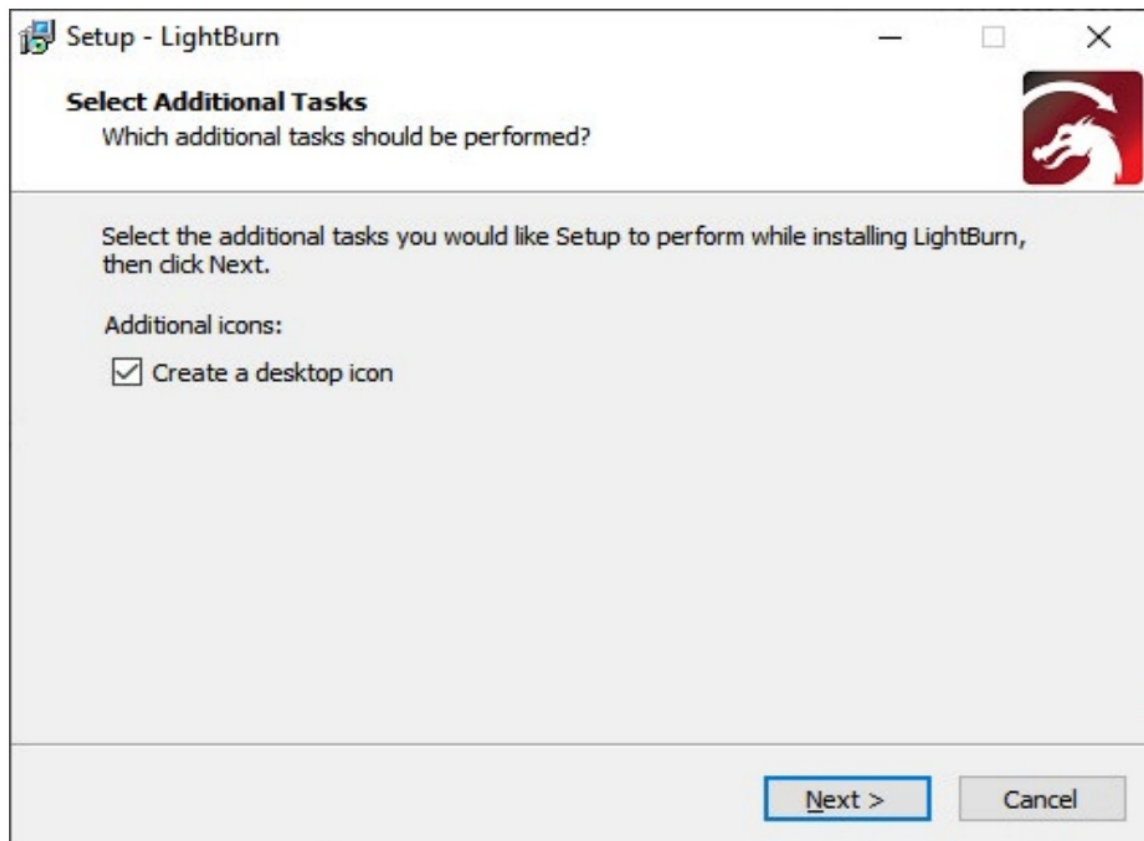 Setup - LightBurn
Select Additional Tasks
Which additional tasks should be performed?
Select the additional tasks you would like Setup to perform while installing LightBurn,
then click Next.
Additional icons:
Create a desktop icon
Next >
Cancel